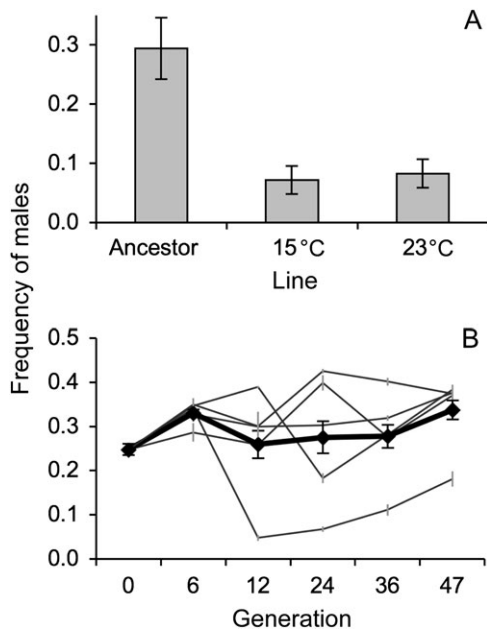 A
0.3
0.2
0.1
0.0
Ancestor 15°C 23°C
Line
Frequency of males
B
0.5
0.4
0.3
0.2
0.1
0.0
0 6 12 24 36 47
Generation